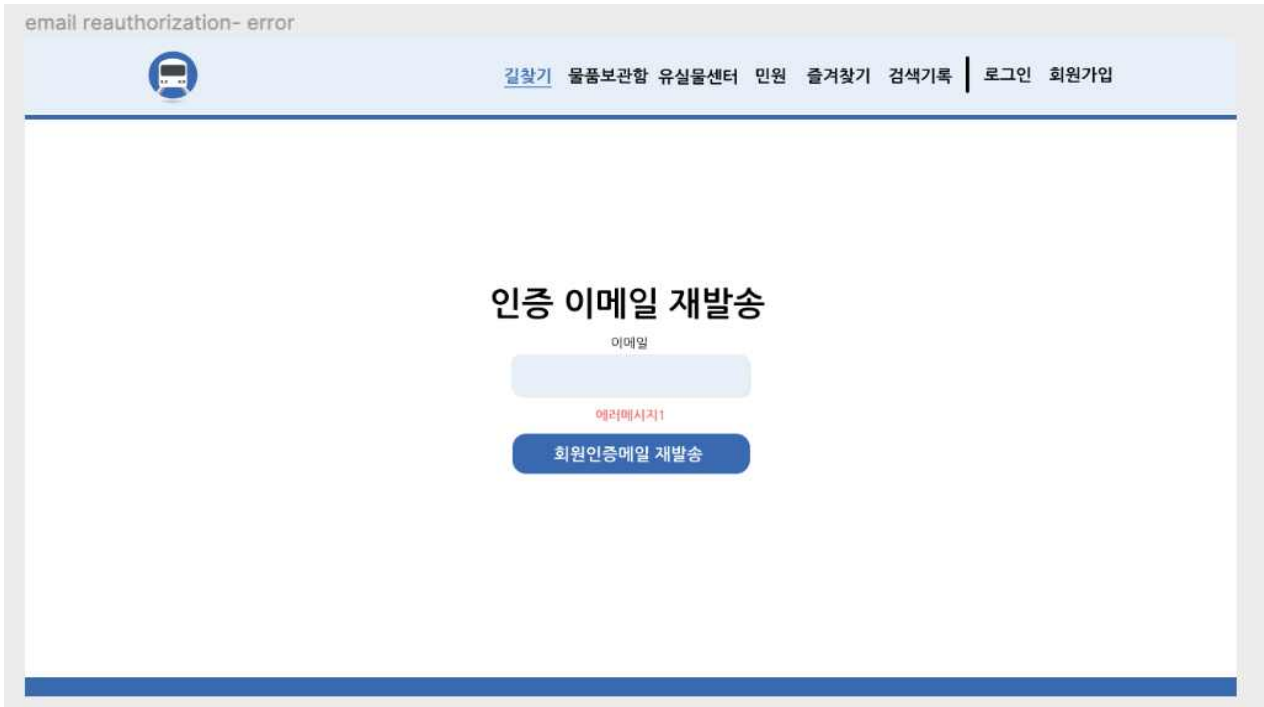 email reauthorization- error
길찾기 물품보관함 유실물센터 민원 즐겨찾기 검색기록 로그인 회원가입
인증 이메일 재발송
이메일
에러메시지1
회원인증메일 재발송